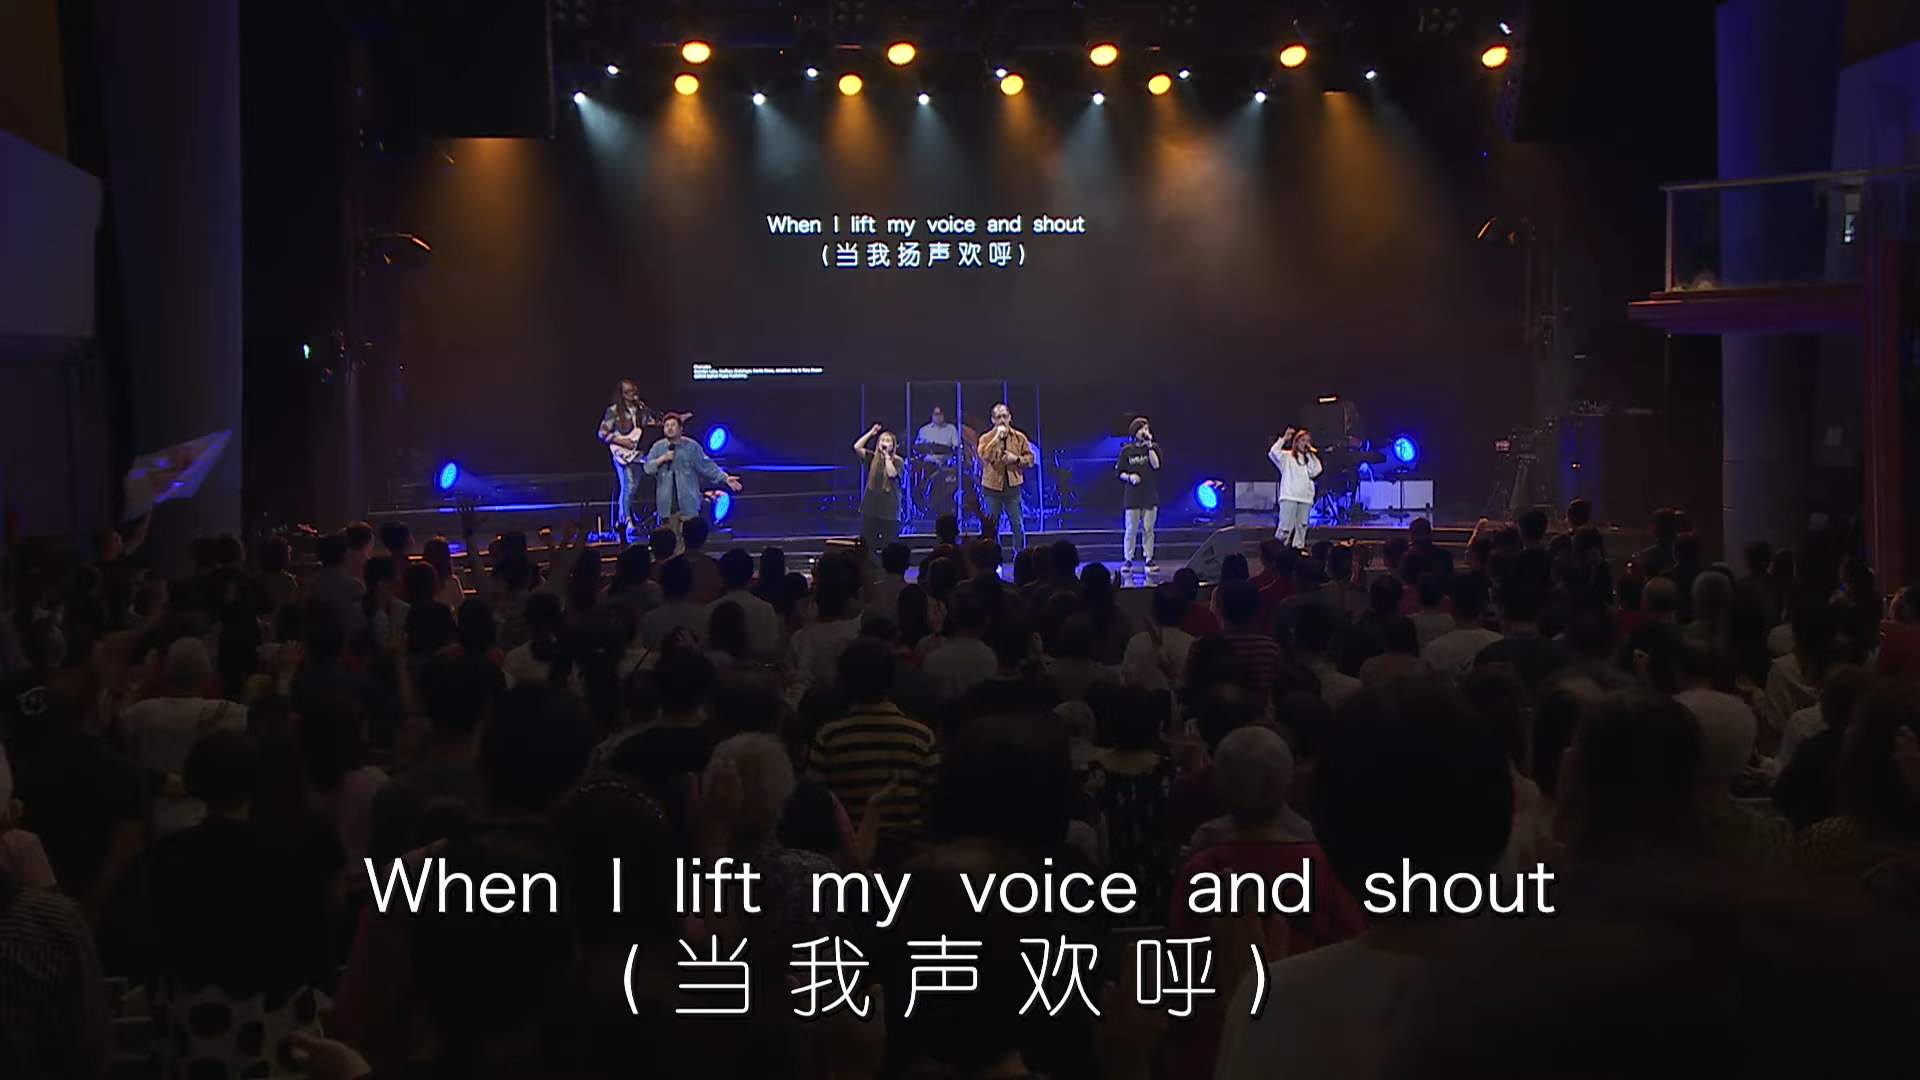 When I lift my voice and shout
(当我扬声欢呼)
When I lift my voice and shout
(当我声欢呼)